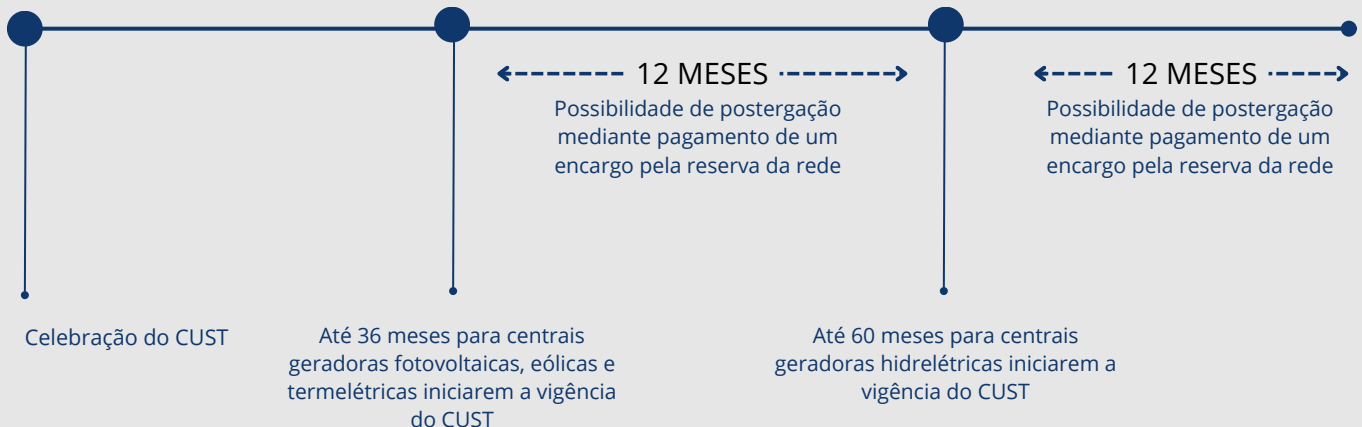 12 MESES
Possibilidade de postergação
mediante pagamento de um
encargo pela reserva da rede
12 MESES
Possibilidade de postergação
mediante pagamento de um
encargo pela reserva da rede
Celebração do CUST
Até 36 meses para centrais
geradoras fotovoltaicas, eólicas e
termelétricas iniciarem a vigência
do CUST
Até 60 meses para centrais
geradoras hidrelétricas iniciarem a
vigência do CUST